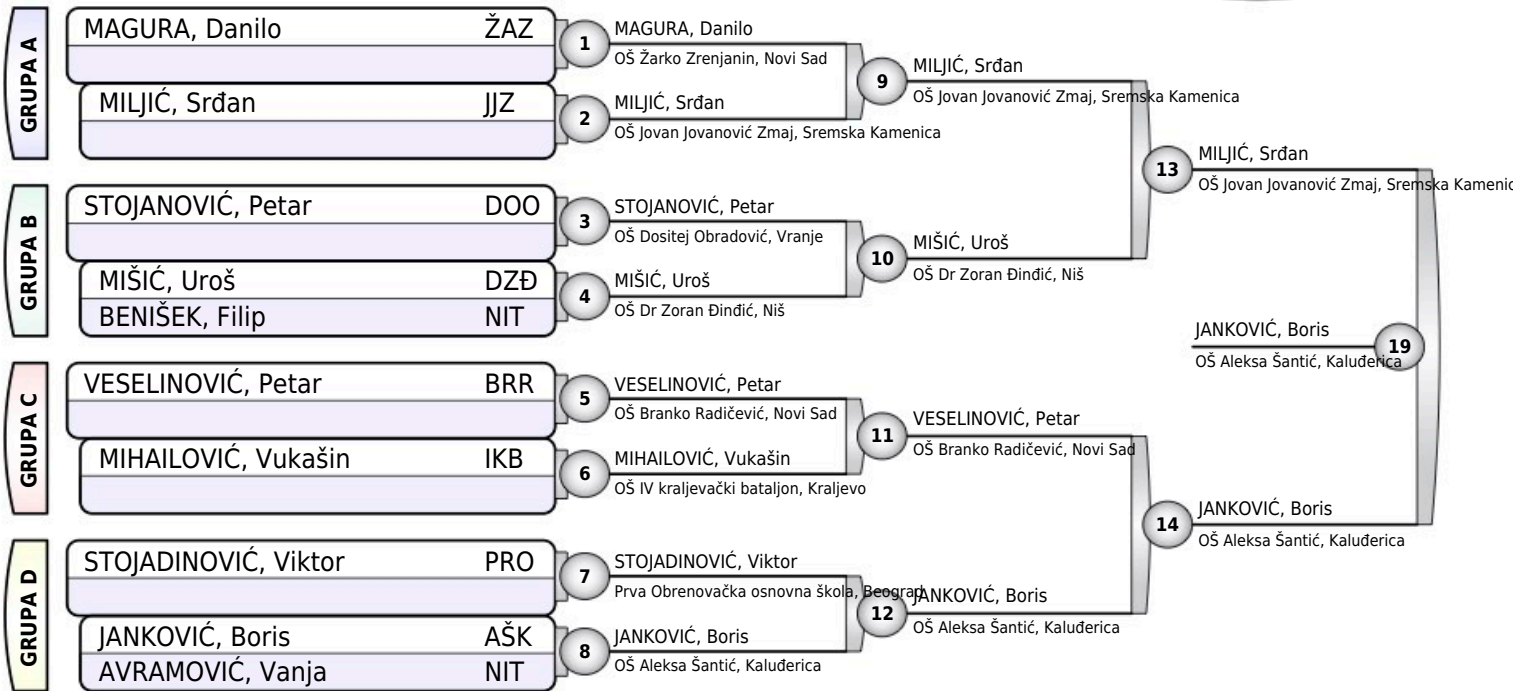 GRUPA A
MAGURA, Danilo ŽAZ
MILJIĆ, Srđan JJZ
1
MAGURA, Danilo
OŠ Žarko Zrenjanin, Novi Sad
2
MILJIĆ, Srđan
OŠ Jovan Jovanović Zmaj, Sremska Kamenica
9
MILJIĆ, Srđan
OŠ Jovan Jovanović Zmaj, Sremska Kamenica
GRUPA B
STOJANOVIĆ, Petar DOO
MIŠIĆ, Uroš DZĐ
BENIŠEK, Filip NIT
3
STOJANOVIĆ, Petar
OŠ Dositej Obradović, Vranje
4
MIŠIĆ, Uroš
OŠ Dr Zoran Đinđić, Niš
10
MIŠIĆ, Uroš
OŠ Dr Zoran Đinđić, Niš
13
MILJIĆ, Srđan
OŠ Jovan Jovanović Zmaj, Sremska Kamenic
GRUPA C
VESELINOVIĆ, Petar BRR
MIHAILOVIĆ, Vukašin IKB
5
VESELINOVIĆ, Petar
OŠ Branko Radičević, Novi Sad
6
MIHAILOVIĆ, Vukašin
OŠ IV kraljevački bataljon, Kraljevo
11
VESELINOVIĆ, Petar
OŠ Branko Radičević, Novi Sad
GRUPA D
STOJADINOVIĆ, Viktor PRO
JANKOVIĆ, Boris AŠK
AVRAMOVIĆ, Vanja NIT
7
STOJADINOVIĆ, Viktor
Prva Obrenovačka osnovna škola, Beograd
8
JANKOVIĆ, Boris
OŠ Aleksa Šantić, Kaluđerica
12
JANKOVIĆ, Boris
OŠ Aleksa Šantić, Kaluđerica
14
JANKOVIĆ, Boris
OŠ Aleksa Šantić, Kaluđerica
JANKOVIĆ, Boris
OŠ Aleksa Šantić, Kaluđerica
19